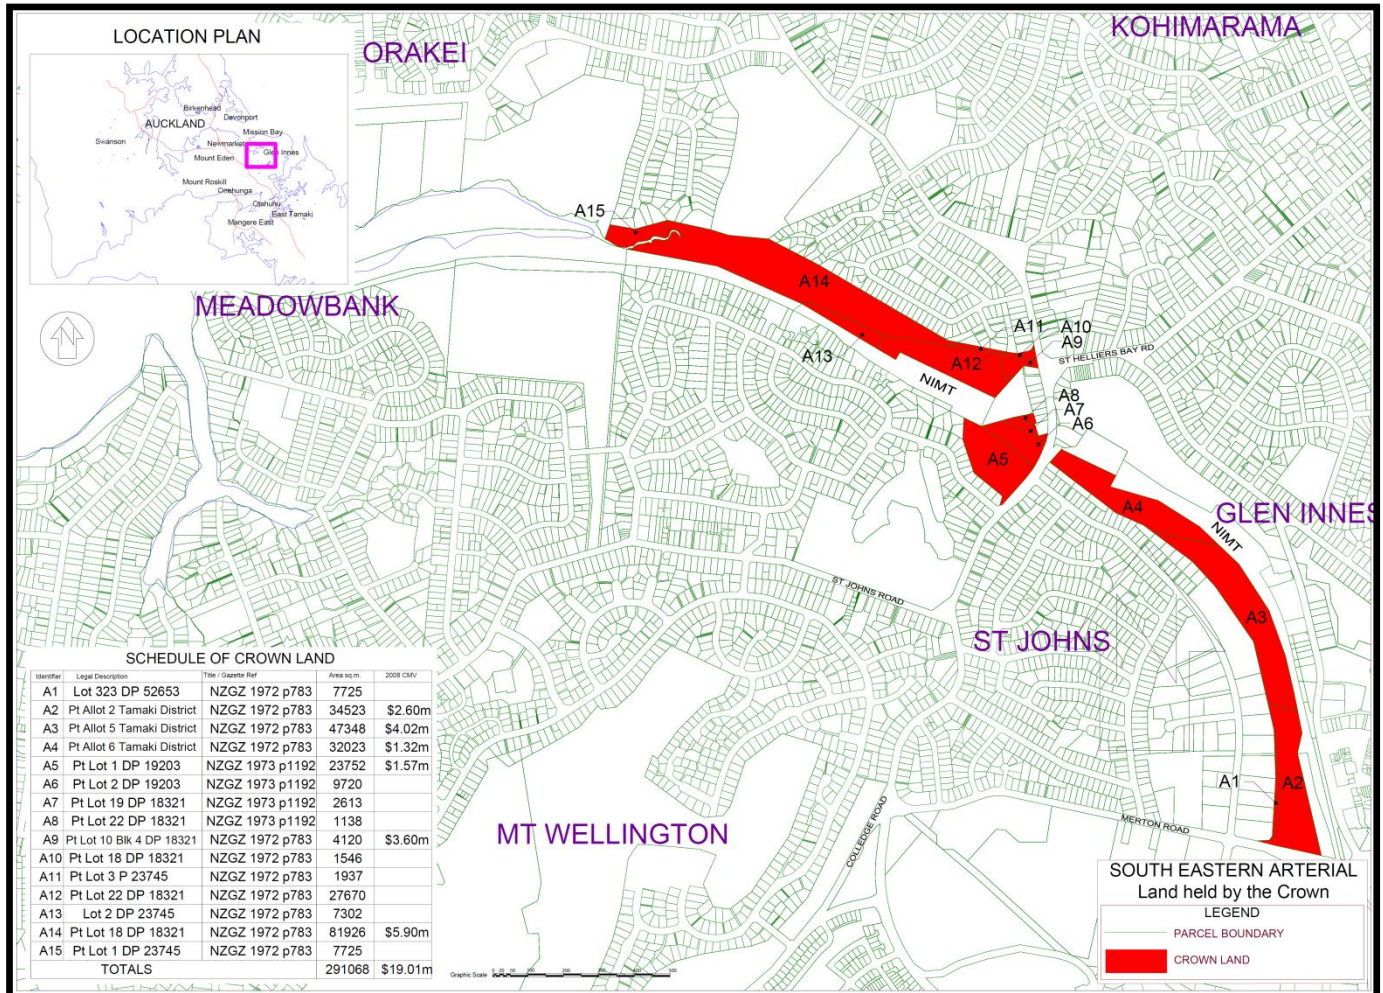 LOCATION PLAN
Birkenhead
Davonport
AUCKLAND
Mission Bay
Swanson
Newmarket
Glen Innes
Mount Eden
Mount Roskill
Onehunga
Otahuhu
East Tamaki
Mangere East
ORAKEI
KOHIMARAMA
MEADOWBANK
A15
A14
A13
A12
A11
A10
A9
ST HELLIERS BAY RD
NIMT
A8
A7
A6
A5
A4
GLEN INNES
NIMT
A3
ST JOHNS ROAD
ST JOHNS
A1
A2
MERTON ROAD
COLLEDGE ROAD
MT WELLINGTON
SCHEDULE OF CROWN LAND
Identifier Legal Description Title / Gazette Ref Area sq.m. 2008 CMV
A1 Lot 323 DP 52653 NZGZ 1972 p783 7725
A2 Pt Allot 2 Tamaki District NZGZ 1972 p783 34523 $2.60m
A3 Pt Allot 5 Tamaki District NZGZ 1972 p783 47348 $4.02m
A4 Pt Allot 6 Tamaki District NZGZ 1972 p783 32023 $1.32m
A5 Pt Lot 1 DP 19203 NZGZ 1973 p1192 23752 $1.57m
A6 Pt Lot 2 DP 19203 NZGZ 1973 p1192 9720
A7 Pt Lot 19 DP 18321 NZGZ 1973 p1192 2613
A8 Pt Lot 22 DP 18321 NZGZ 1973 p1192 1138
A9 Pt Lot 10 Blk 4 DP 18321 NZGZ 1972 p783 4120 $3.60m
A10 Pt Lot 18 DP 18321 NZGZ 1972 p783 1546
A11 Pt Lot 3 P 23745 NZGZ 1972 p783 1937
A12 Pt Lot 22 DP 18321 NZGZ 1972 p783 27670
A13 Lot 2 DP 23745 NZGZ 1972 p783 7302
A14 Pt Lot 18 DP 18321 NZGZ 1972 p783 81926 $5.90m
A15 Pt Lot 1 DP 23745 NZGZ 1972 p783 7725
TOTALS 291068 $19.01m
Graphic Scale
SOUTH EASTERN ARTERIAL
Land held by the Crown
LEGEND
PARCEL BOUNDARY
CROWN LAND